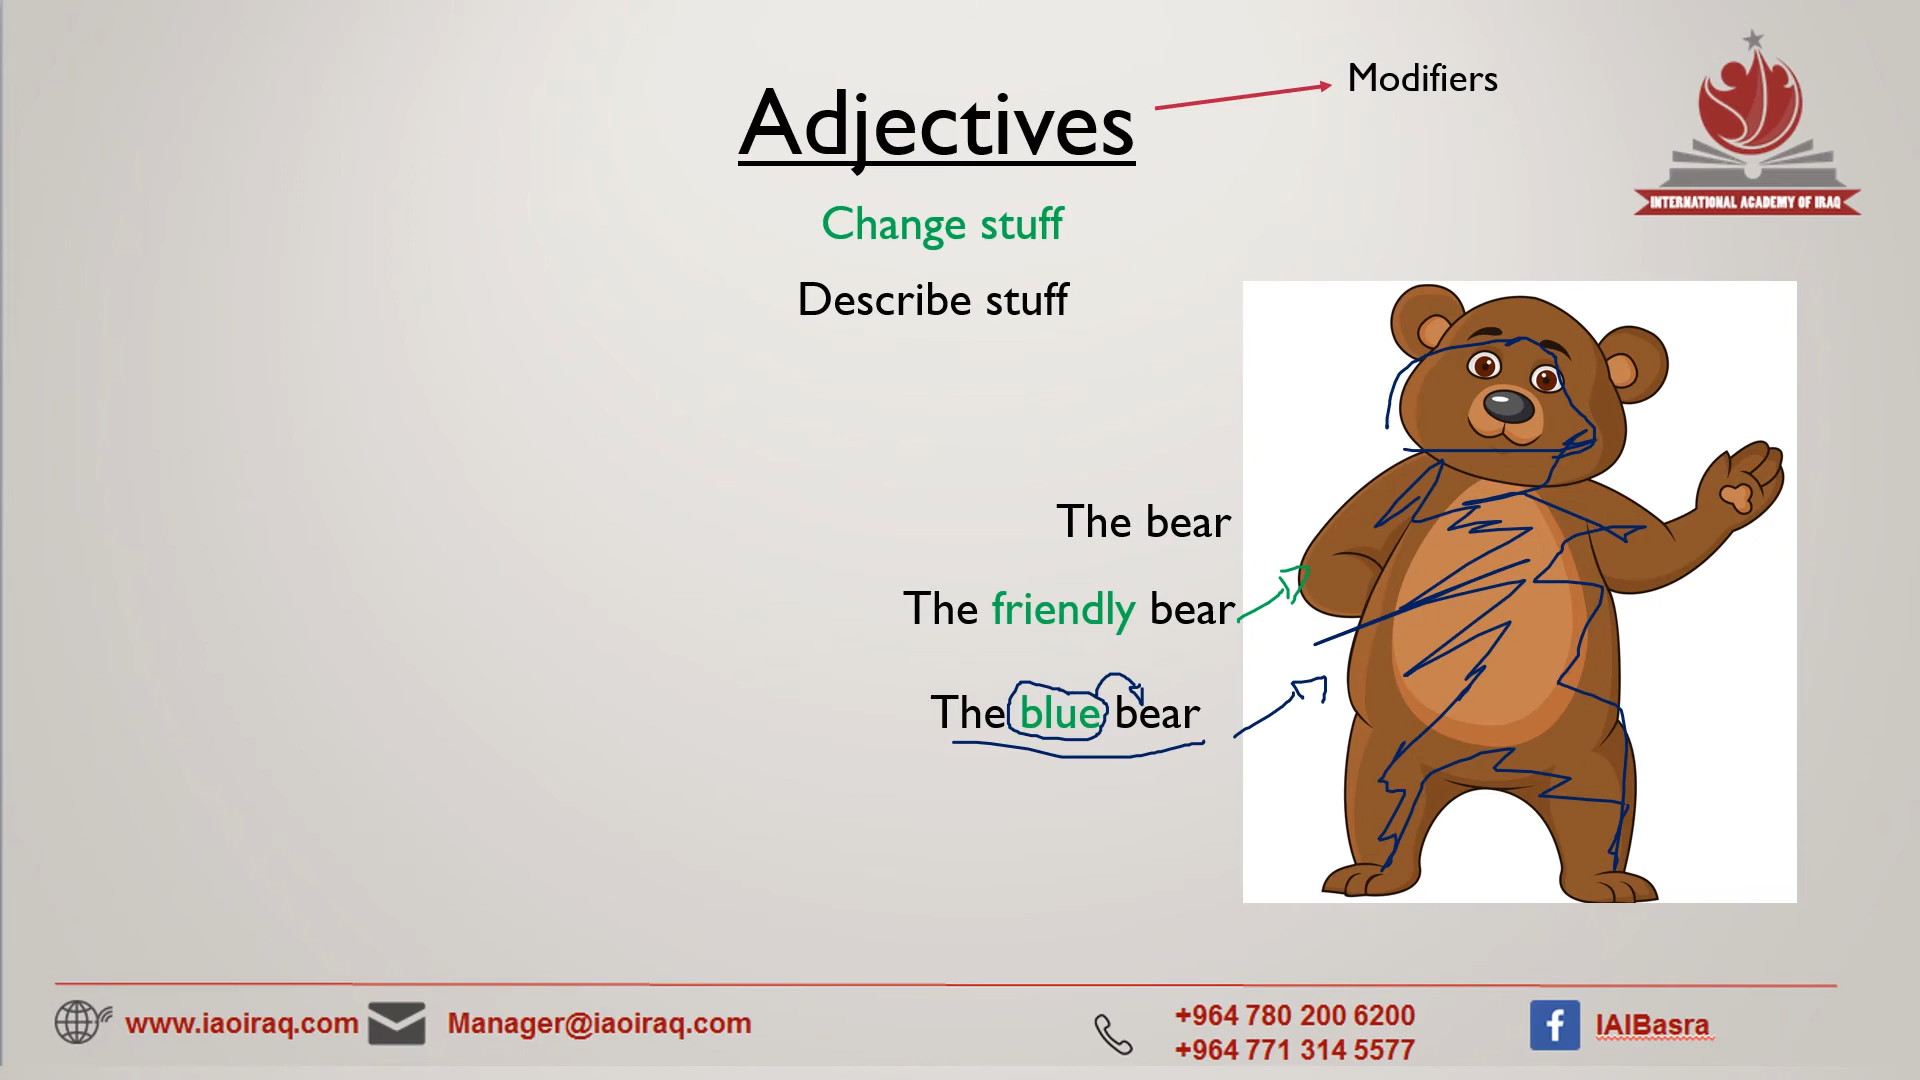 Modifiers
Adjectives
INTERNATIONAL ACADEMY OF IRAQ
Change stuff
Describe stuff
The bear
The friendly bear
The blue bear
www.iaoiraq.com
Manager@iaoiraq.com
+964 780 200 6200
+964 771 314 5577
f
IAIBasra